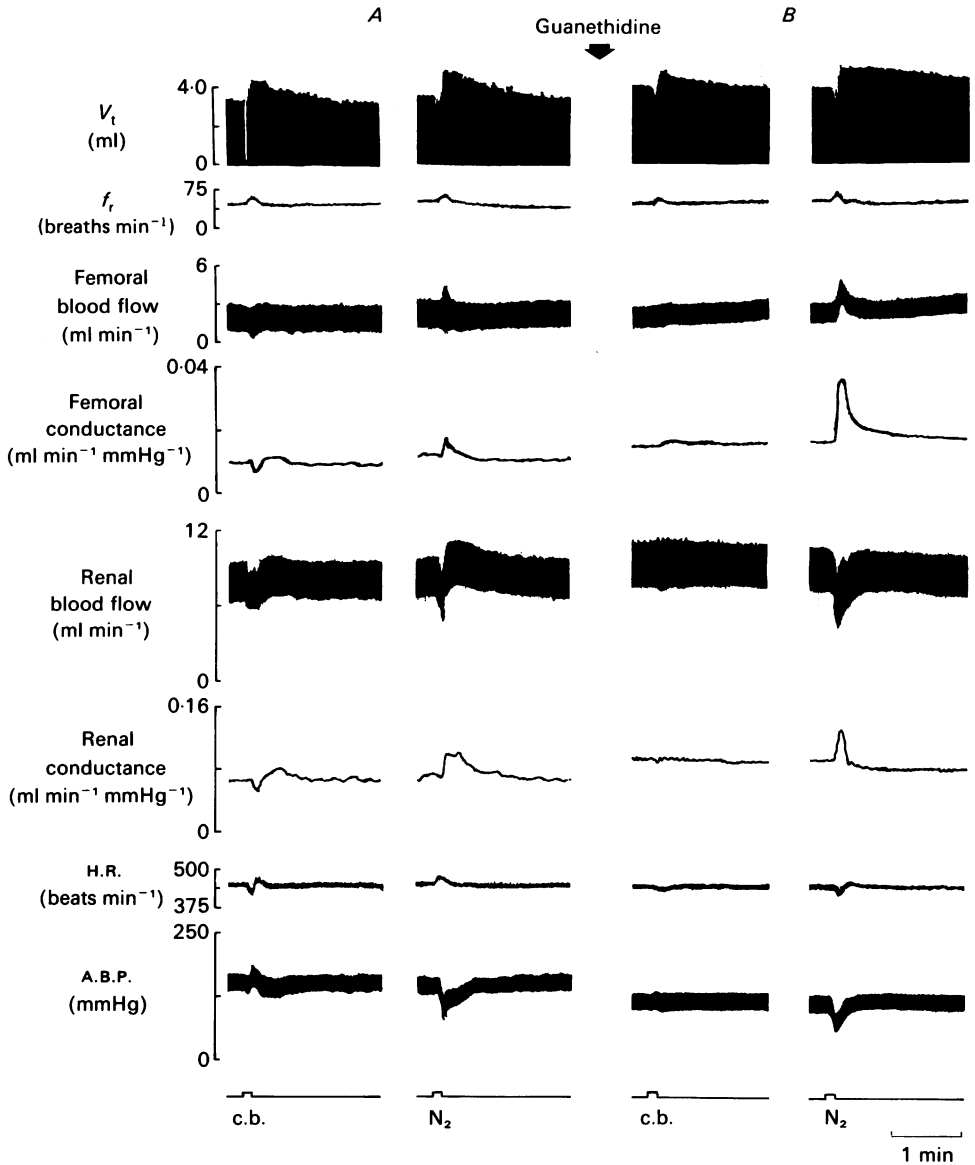 A
Guanethidine
B
4·0
Vt
(ml)
0
75
fr
(breaths min⁻¹)
0
6
Femoral
blood flow
(ml min⁻¹)
0
0·04
Femoral
conductance
(ml min⁻¹ mmHg⁻¹)
0
12
Renal
blood flow
(ml min⁻¹)
0
0·16
Renal
conductance
(ml min⁻¹ mmHg⁻¹)
0
H.R.
500
(beats min⁻¹)
375
250
A.B.P.
(mmHg)
0
c.b. N₂ c.b. N₂
1 min